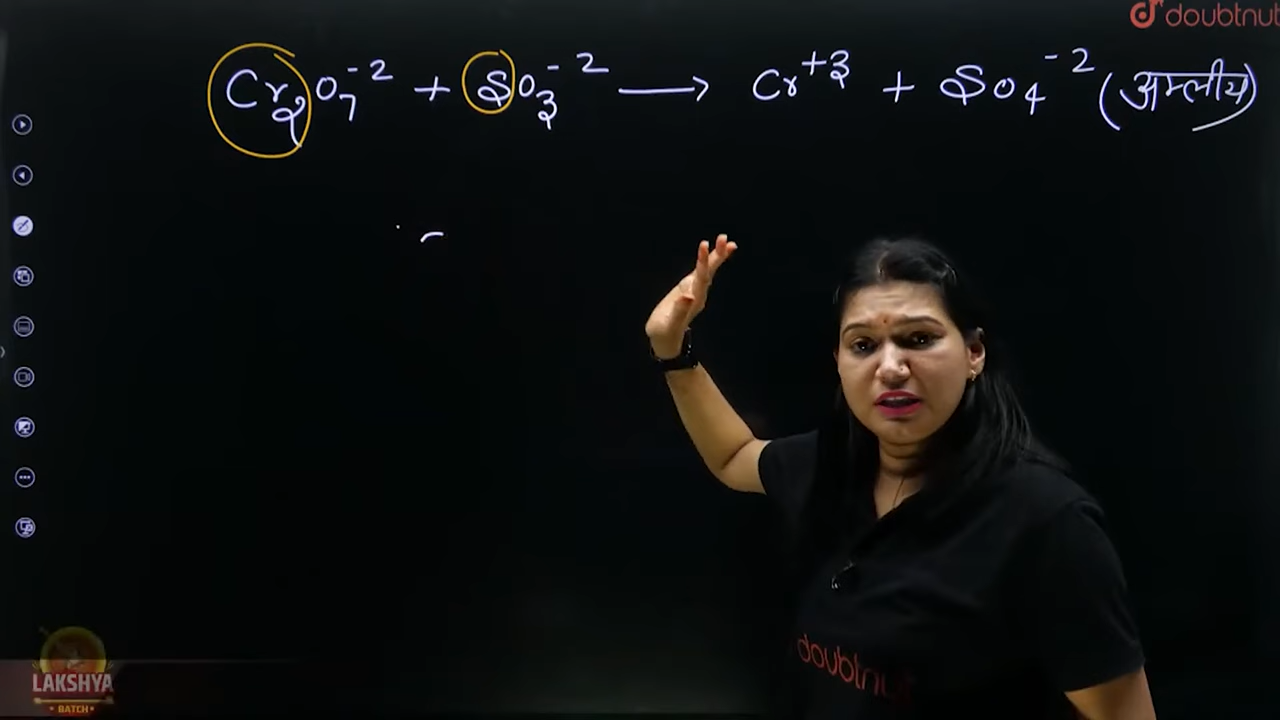 doubtnut
Cr₂O₇⁻² + SO₃⁻² ⟶ Cr⁺³ + SO₄⁻² (अम्लीय)
doubtnut
LAKSHYA
BATCH